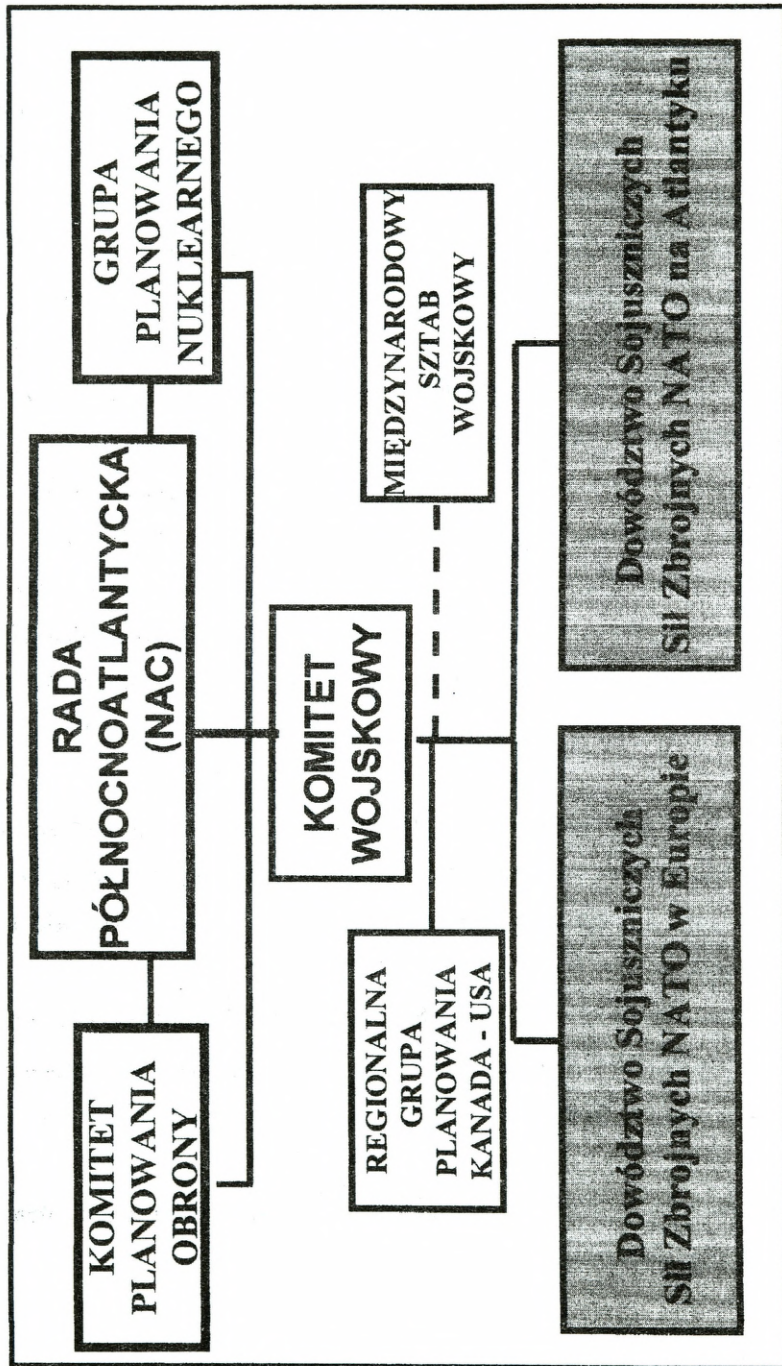 KOMITET
PLANOWANIA
OBRONY
RADA
PÓŁNOCNOATLANTYCKA
(NAC)
GRUPA
PLANOWANIA
NUKLEARNEGO
KOMITET
WOJSKOWY
REGIONALNA
GRUPA
PLANOWANIA
KANADA - USA
MIĘDZYNARODOWY
SZTAB
WOJSKOWY
Dowództwo Sojuszniczych
Sił Zbrojnych NATO w Europie
Dowództwo Sojuszniczych
Sił Zbrojnych NATO na Atlantyku